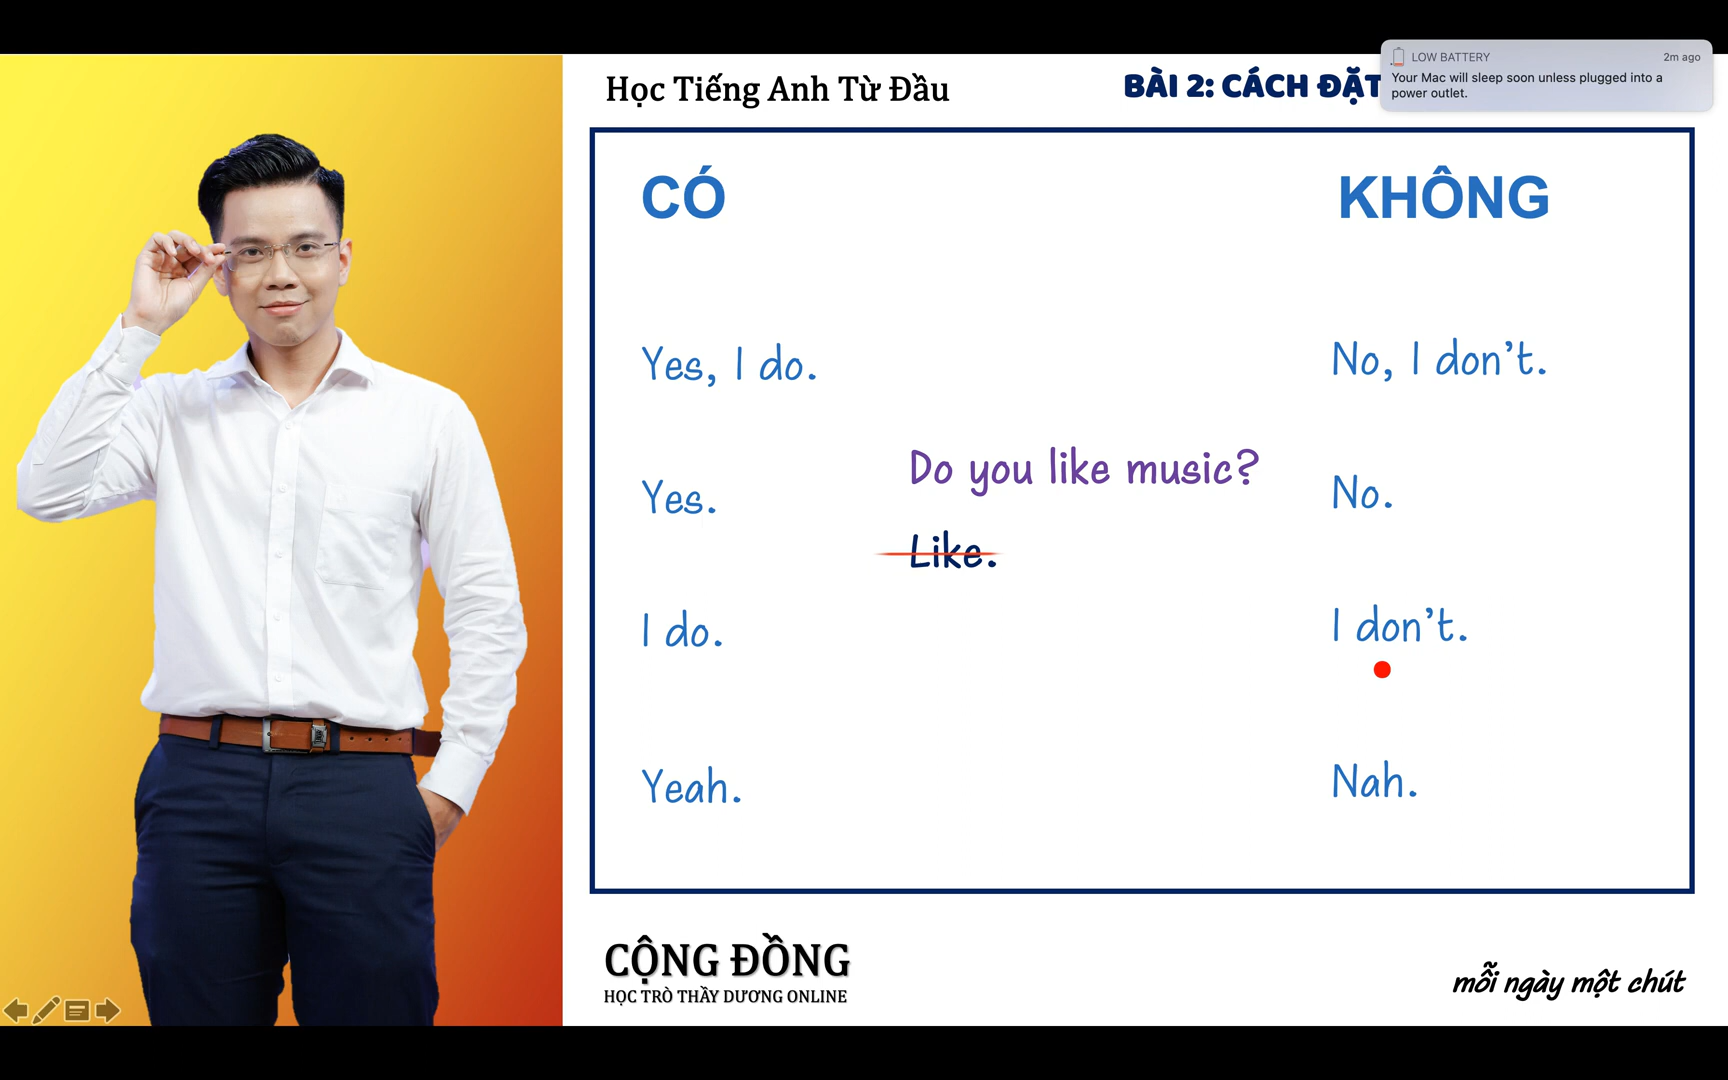 Học Tiếng Anh Từ Đầu
BÀI 2: CÁCH ĐẶT
LOW BATTERY
2m ago
Your Mac will sleep soon unless plugged into a
power outlet.
CÓ
KHÔNG
Yes, I do.
No, I don't.
Do you like music?
Yes.
No.
Like.
I do.
I don't.
Yeah.
Nah.
CỘNG ĐỒNG
HỌC TRÒ THẦY DƯƠNG ONLINE
mỗi ngày một chút